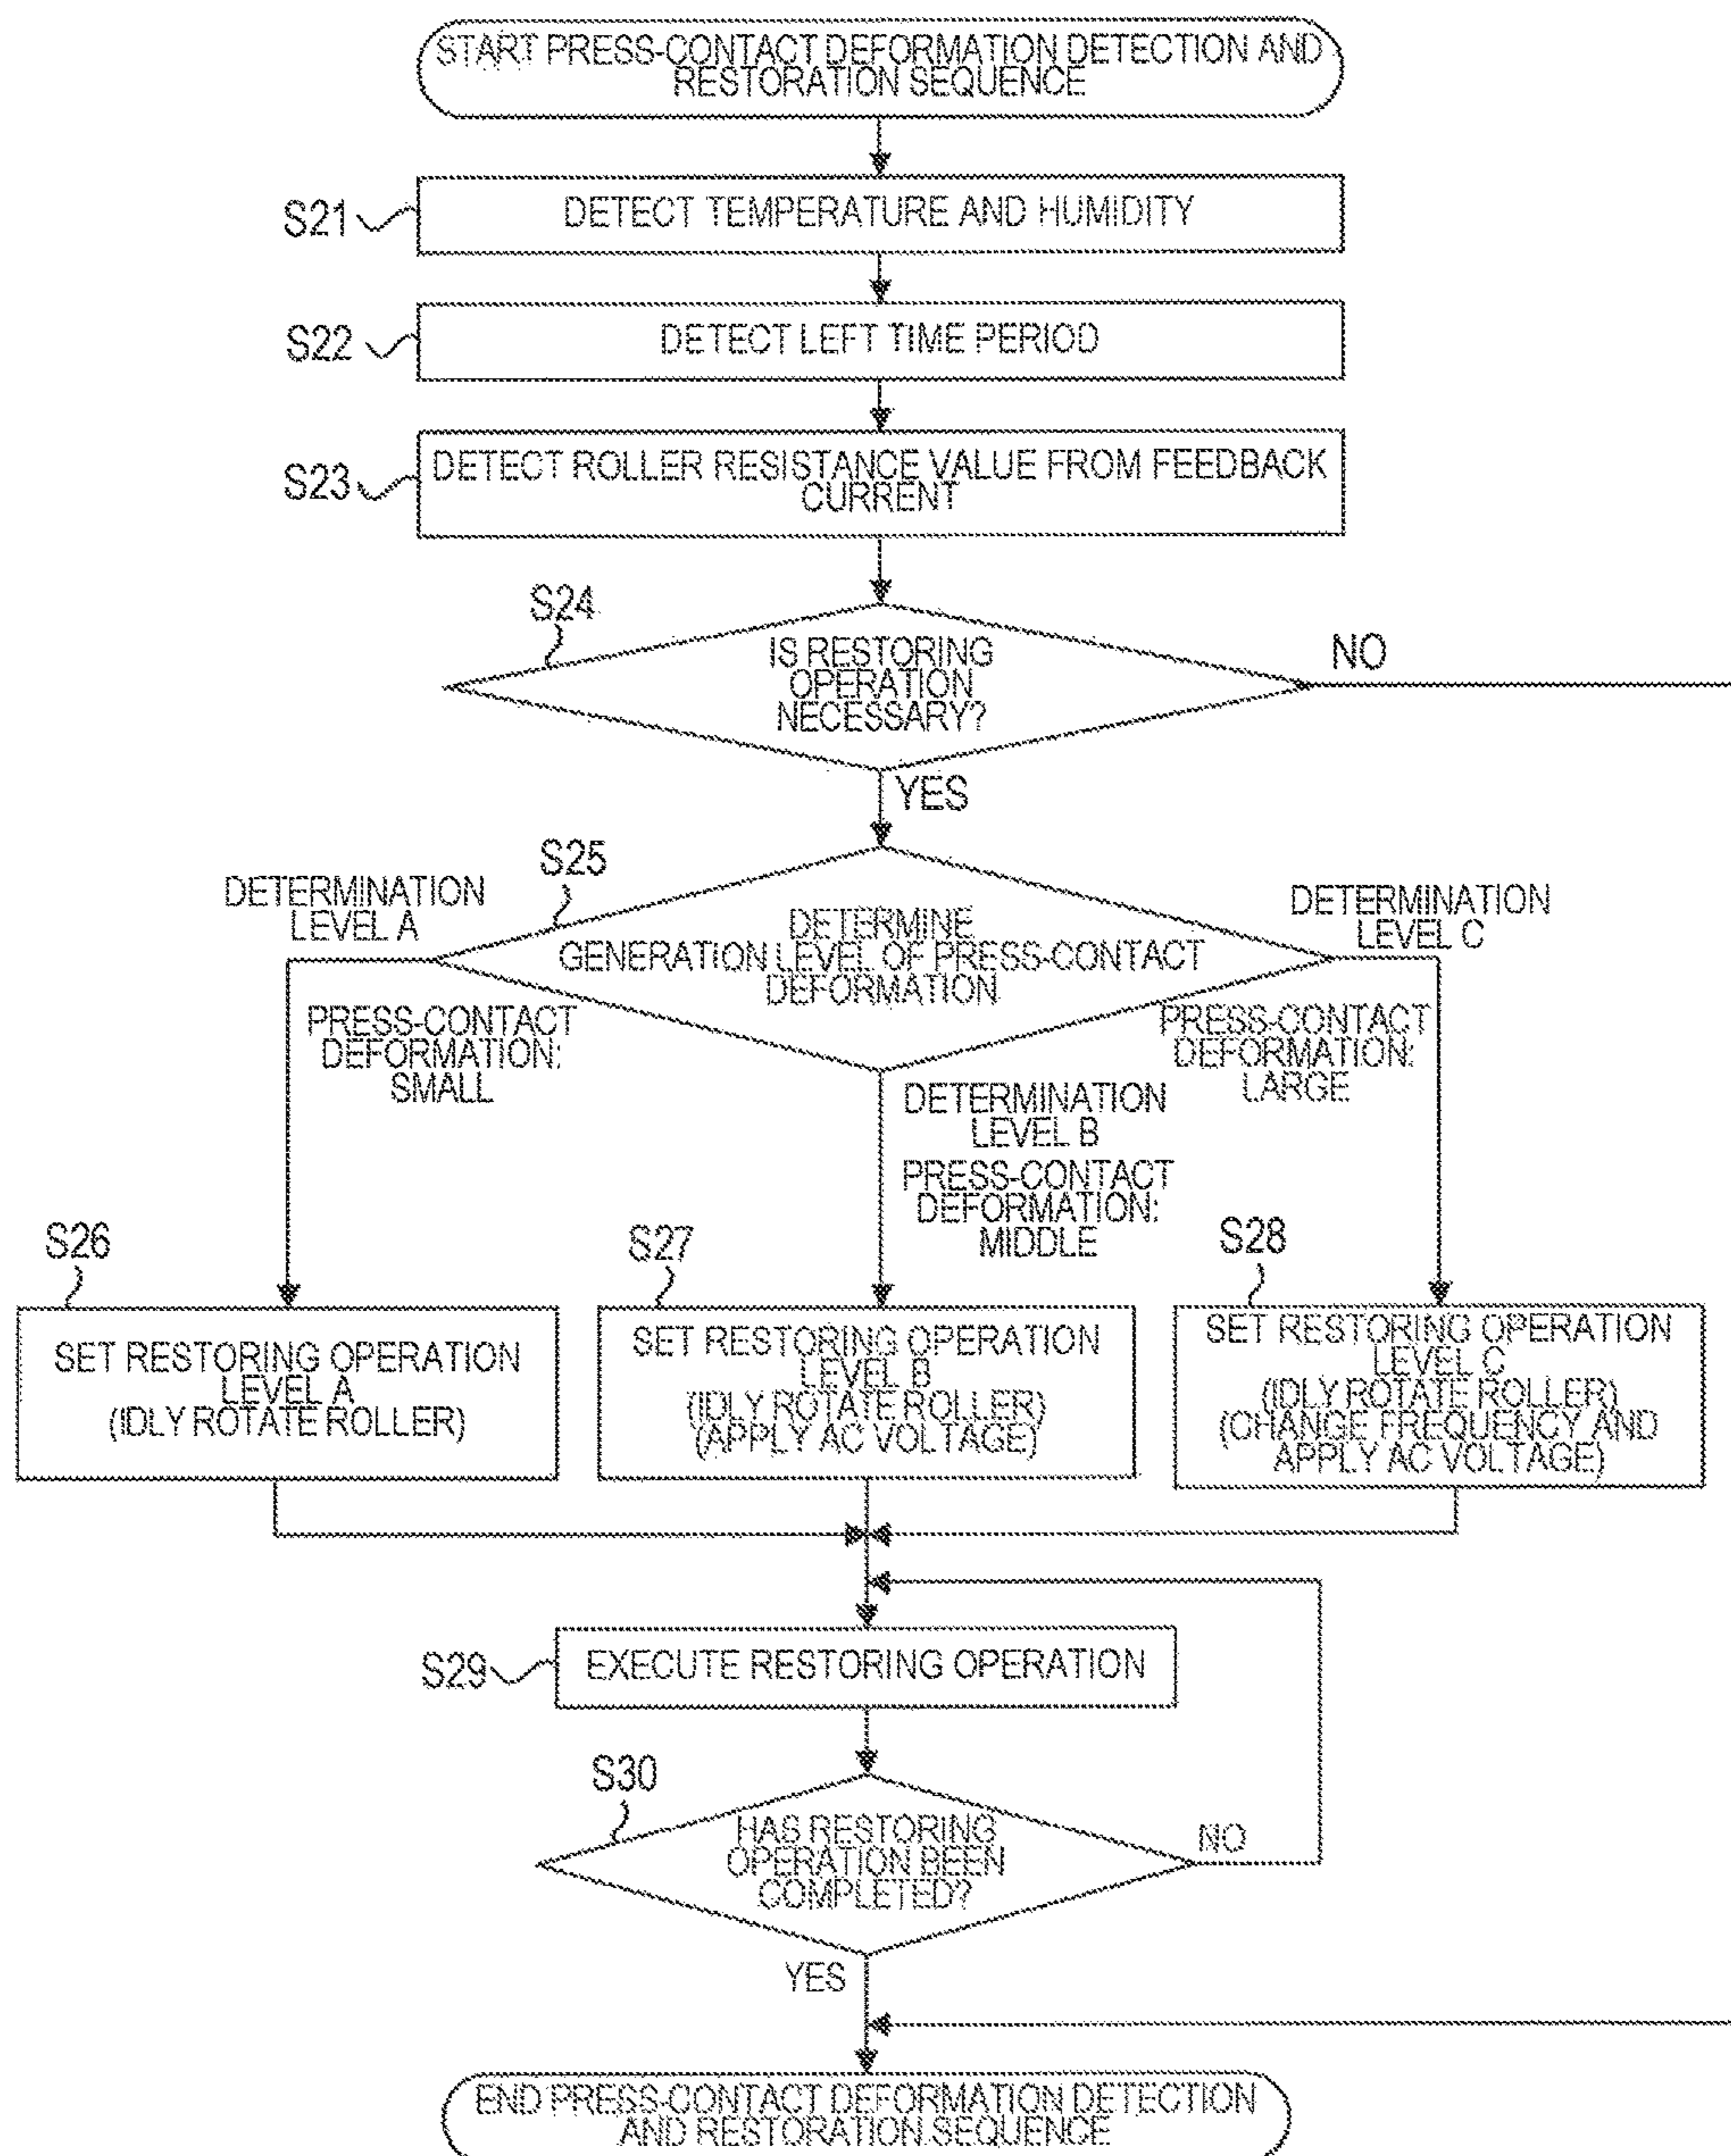 START PRESS-CONTACT DEFORMATION DETECTION AND
RESTORATION SEQUENCE
S21
DETECT TEMPERATURE AND HUMIDITY
S22
DETECT LEFT TIME PERIOD
S23
DETECT ROLLER RESISTANCE VALUE FROM FEEDBACK
CURRENT
S24
IS RESTORING
OPERATION
NECESSARY?
NO
YES
S25
DETERMINATION
LEVEL A
DETERMINE
GENERATION LEVEL OF PRESS-CONTACT
DEFORMATION
DETERMINATION
LEVEL C
PRESS-CONTACT
DEFORMATION:
SMALL
PRESS-CONTACT
DEFORMATION:
LARGE
DETERMINATION
LEVEL B
PRESS-CONTACT
DEFORMATION:
MIDDLE
S26
SET RESTORING OPERATION
LEVEL A
(IDLY ROTATE ROLLER)
S27
SET RESTORING OPERATION
LEVEL B
(IDLY ROTATE ROLLER)
(APPLY AC VOLTAGE)
S28
SET RESTORING OPERATION
LEVEL C
(IDLY ROTATE ROLLER)
(CHANGE FREQUENCY AND
APPLY AC VOLTAGE)
S29
EXECUTE RESTORING OPERATION
S30
HAS RESTORING
OPERATION BEEN
COMPLETED?
NO
YES
END PRESS-CONTACT DEFORMATION DETECTION
AND RESTORATION SEQUENCE